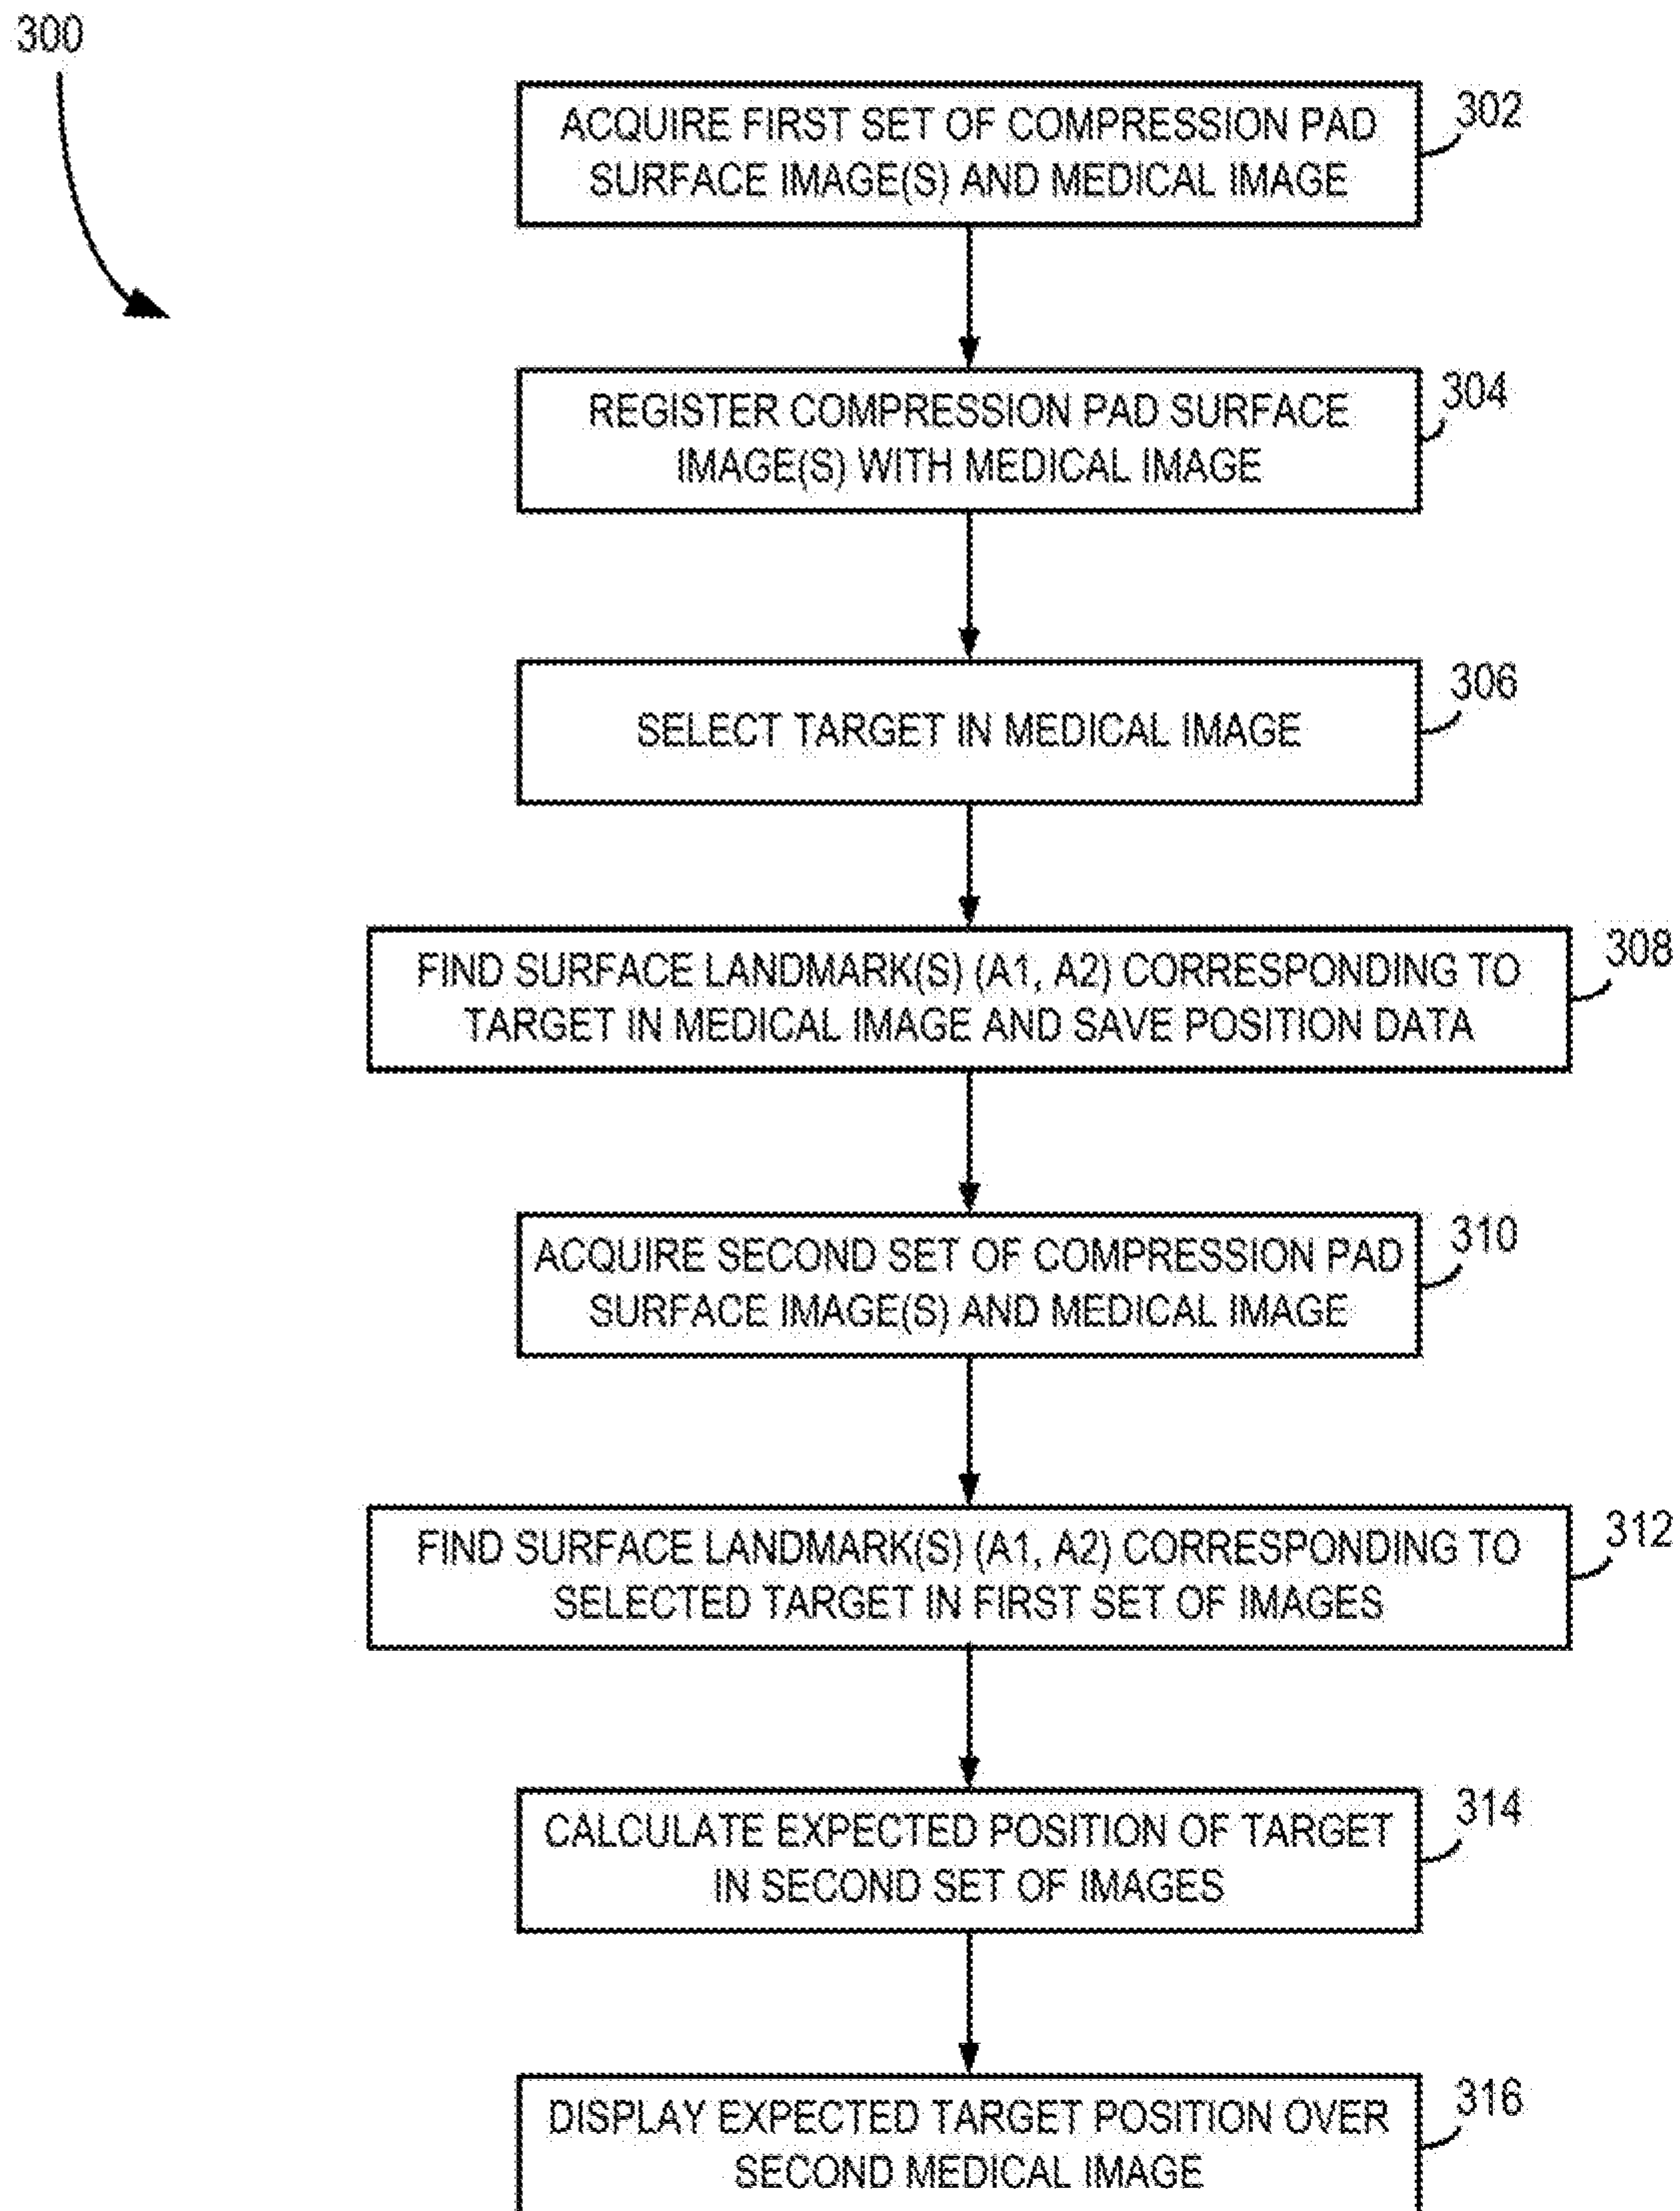 300
ACQUIRE FIRST SET OF COMPRESSION PAD
SURFACE IMAGE(S) AND MEDICAL IMAGE
302
REGISTER COMPRESSION PAD SURFACE
IMAGE(S) WITH MEDICAL IMAGE
304
SELECT TARGET IN MEDICAL IMAGE
306
FIND SURFACE LANDMARK(S) (A1, A2) CORRESPONDING TO
TARGET IN MEDICAL IMAGE AND SAVE POSITION DATA
308
ACQUIRE SECOND SET OF COMPRESSION PAD
SURFACE IMAGE(S) AND MEDICAL IMAGE
310
FIND SURFACE LANDMARK(S) (A1, A2) CORRESPONDING TO
SELECTED TARGET IN FIRST SET OF IMAGES
312
CALCULATE EXPECTED POSITION OF TARGET
IN SECOND SET OF IMAGES
314
DISPLAY EXPECTED TARGET POSITION OVER
SECOND MEDICAL IMAGE
316